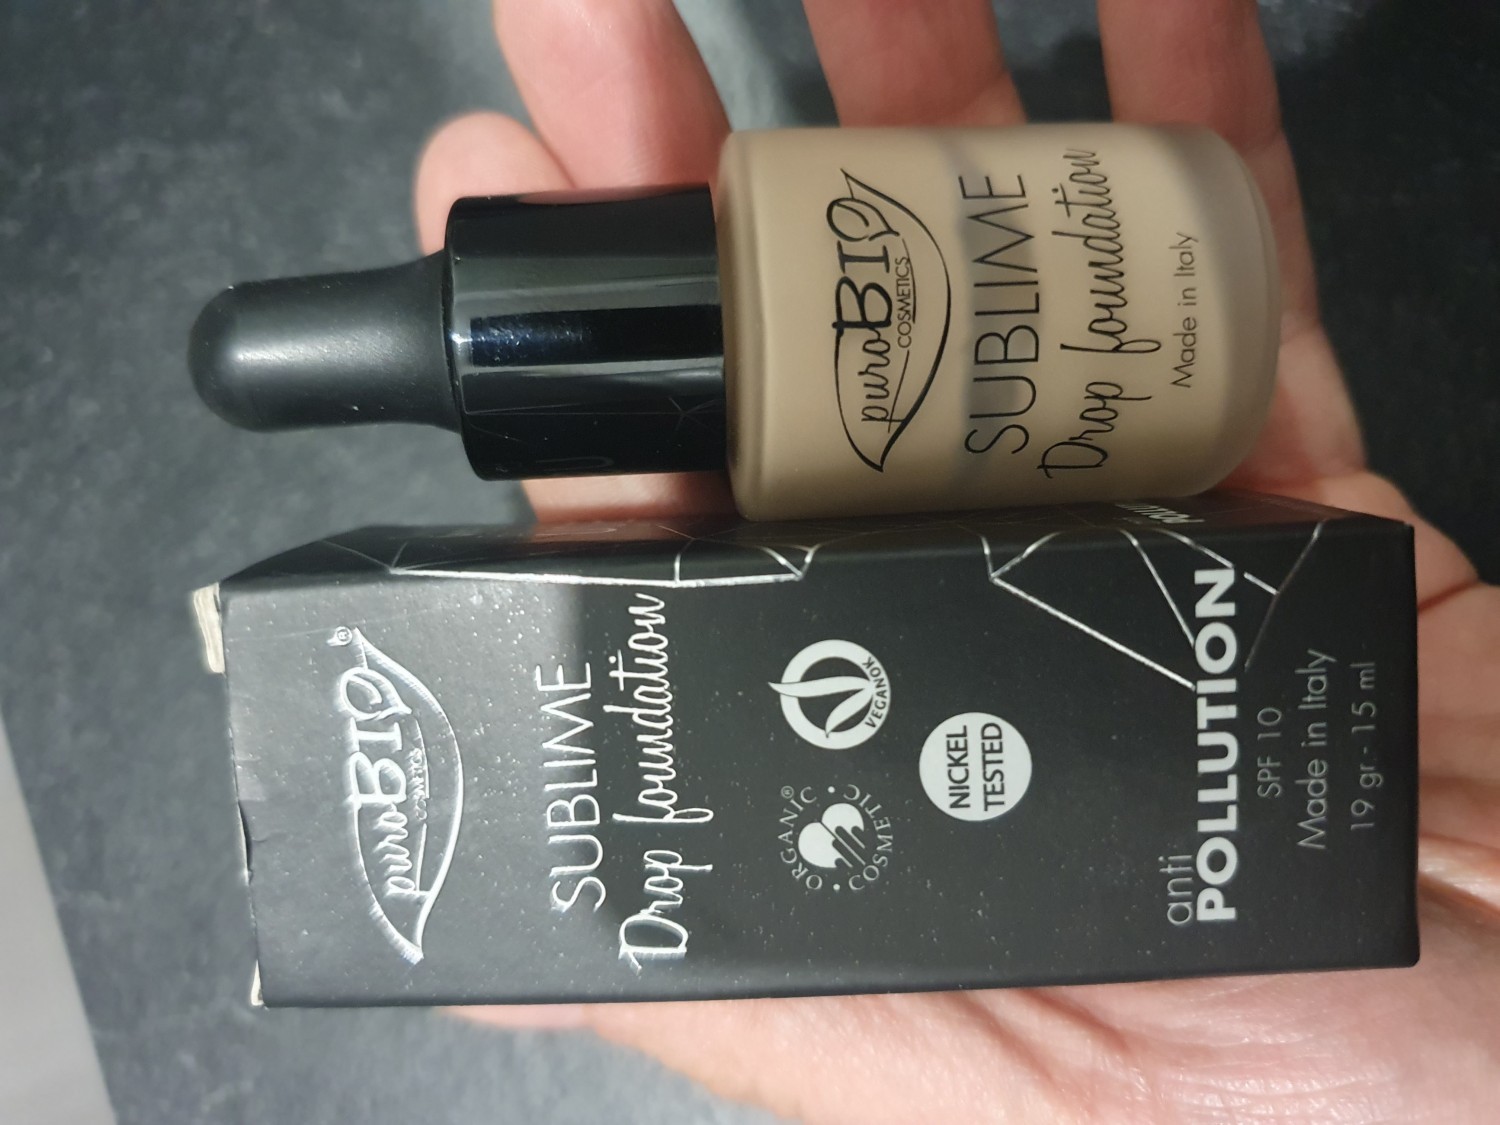 puroBIO
COSMETICS
SUBLIME
Drop foundation
Made in Italy
puroBIO®
COSMETICS
SUBLIME
Drop foundation
ORGANIC®
COSMETIC
VEGANOK
NICKEL
TESTED
anti
POLLUTION
SPF 10
Made in Italy
19 gr - 15 ml